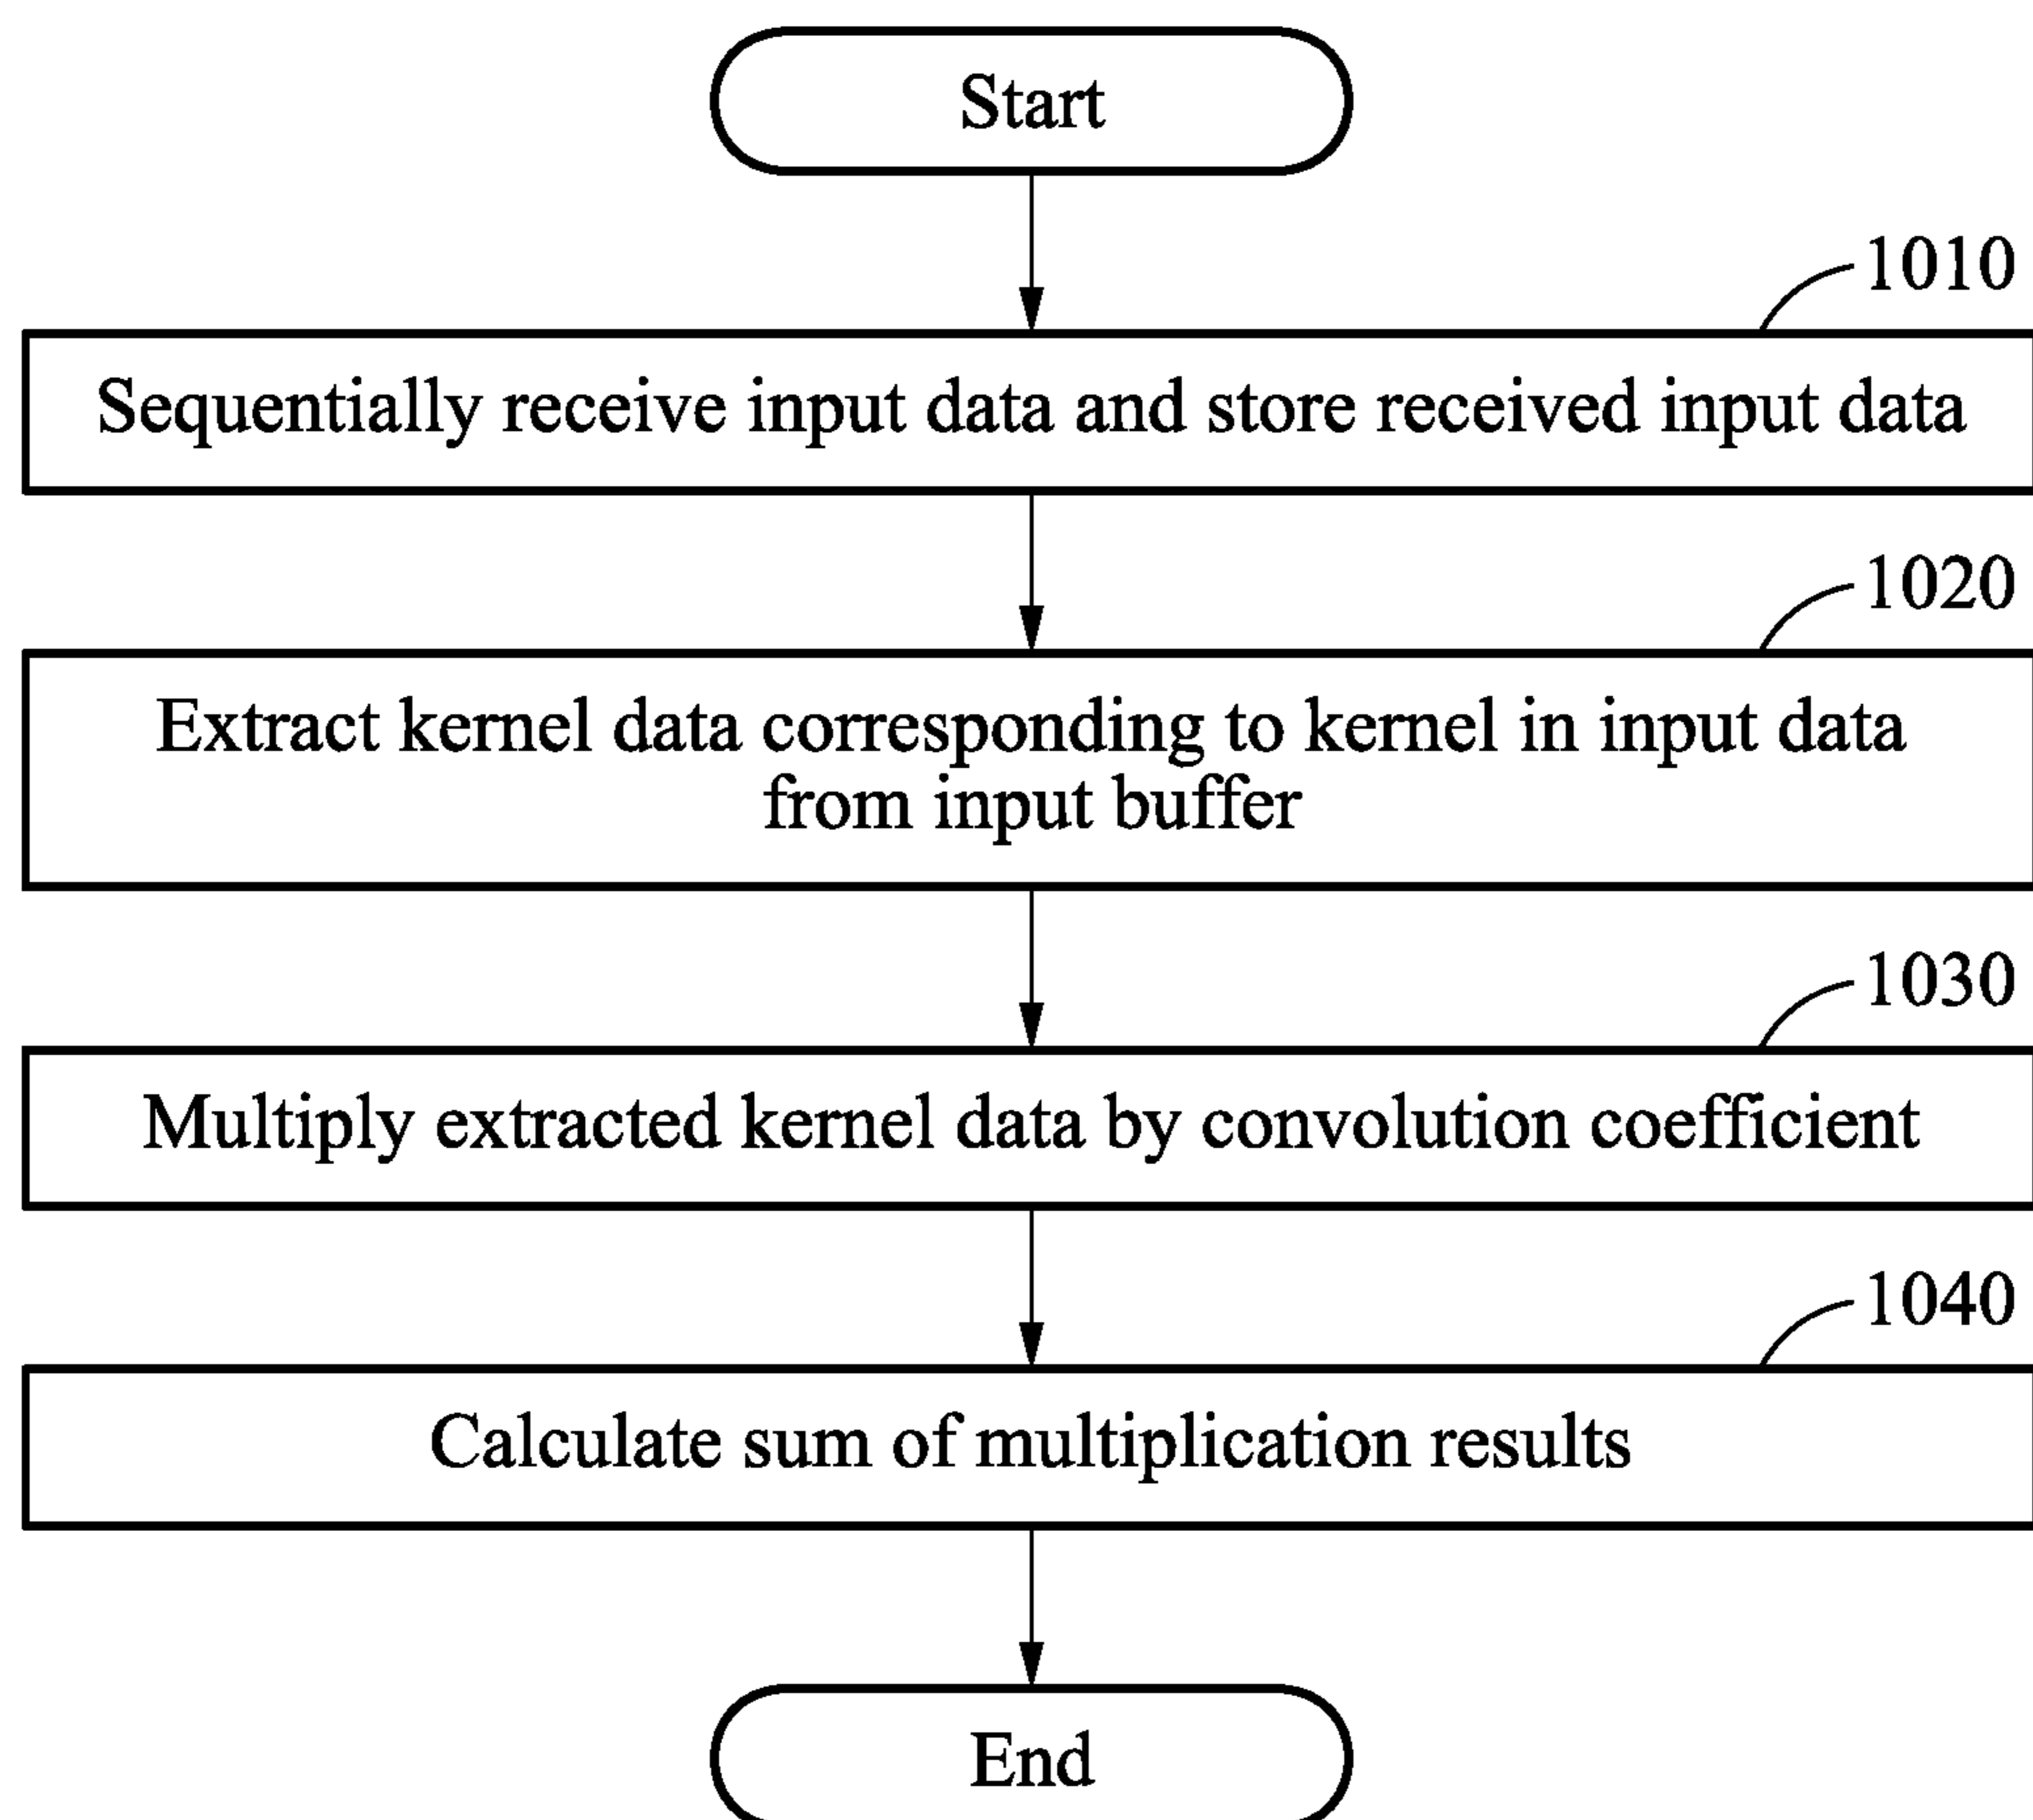 Start
1010
Sequentially receive input data and store received input data
1020
Extract kernel data corresponding to kernel in input data
from input buffer
1030
Multiply extracted kernel data by convolution coefficient
1040
Calculate sum of multiplication results
End